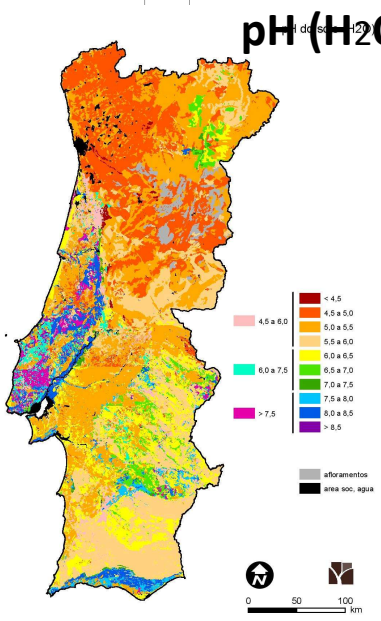 pH (H2O
pH do solo (H2O)
< 4,5
4,5 a 5,0
4,5 a 6,0
5,0 a 5,5
5,5 a 6,0
6,0 a 6,5
6,0 a 7,5
6,5 a 7,0
7,0 a 7,5
7,5 a 8,0
> 7,5
8,0 a 8,5
> 8,5
afloramentos
area soc, agua
N
0 50 100
km